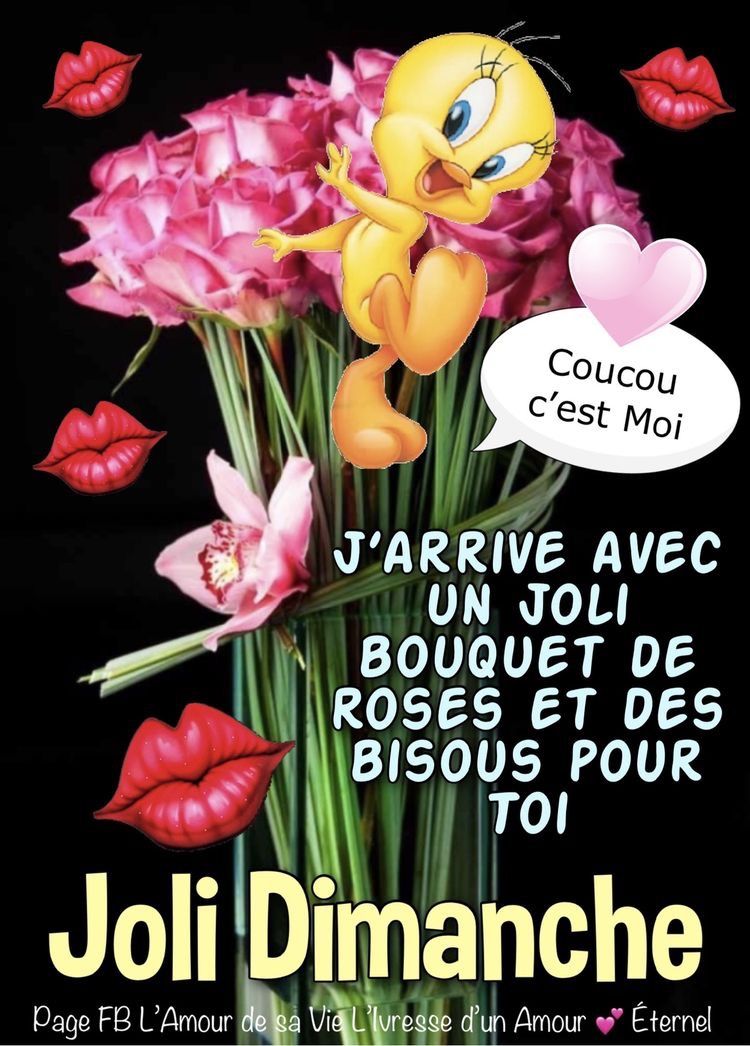 Coucou
c'est Moi
J'ARRIVE AVEC
UN JOLI
BOUQUET DE
ROSES ET DES
BISOUS POUR
TOI
Joli Dimanche
Page FB L'Amour de sa Vie L'Ivresse d'un Amour 💕 Éternel